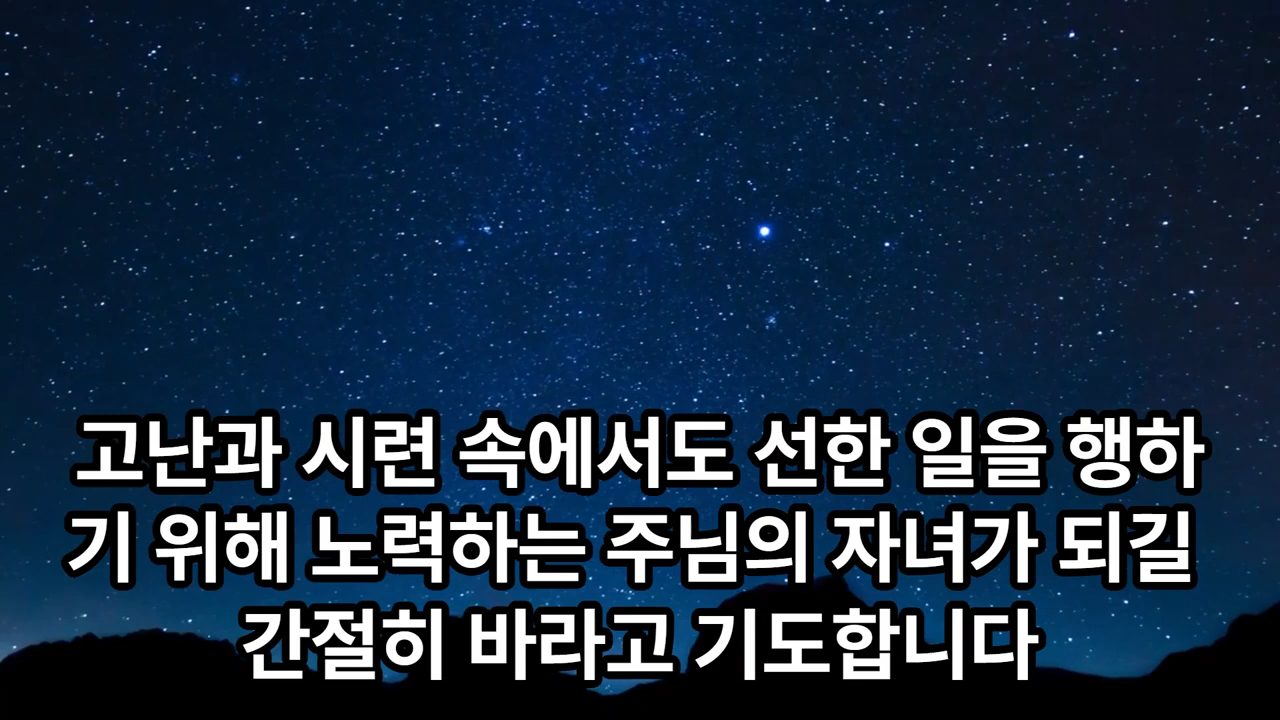 고난과 시련 속에서도 선한 일을 행하
기 위해 노력하는 주님의 자녀가 되길
간절히 바라고 기도합니다